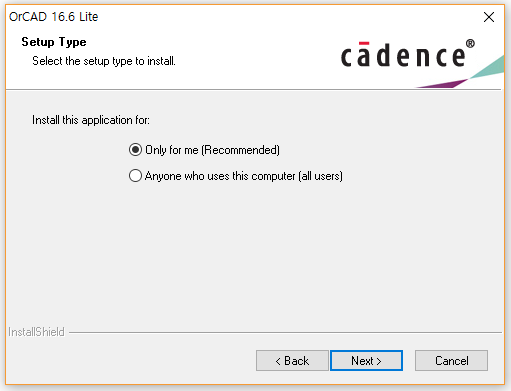 OrCAD 16.6 Lite
Setup Type
Select the setup type to install.
cādence®
Install this application for:
Only for me (Recommended)
Anyone who uses this computer (all users)
InstallShield
< Back
Next >
Cancel